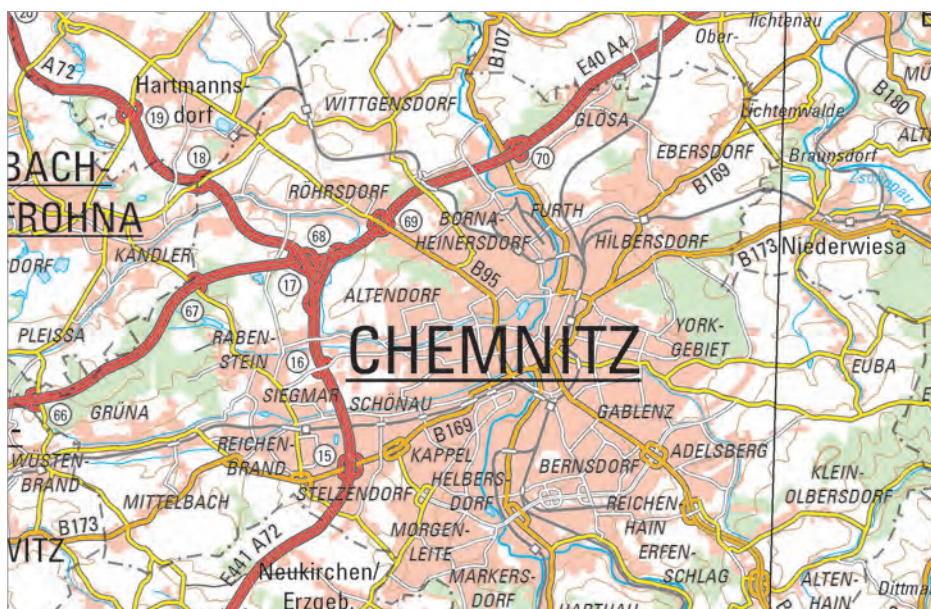 20
A72
Hartmanns-
dorf
19
18
WITTGENSDORF
B107
E40 A4
Ober-
GLÖSA
70
EBERSDORF
B169
Lichtenwalde
B180
Braunsdorf
Zschopau
BACH-
FROHNA
RÖHRSDORF
69
68
BORNA-
HEINERSDORF
FURTH
HILBERSDORF
B173
Niederwiesa
DORF
KÄNDLER
17
ALTENDORF
B95
67
PLEISSA
RABEN-
STEIN
16
CHEMNITZ
YORK-
GEBIET
EUBA
SIEGMAR
SCHÖNAU
66
GRÜNA
REICHEN-
BRAND
15
B169
KAPPEL
GABLENZ
ADELSBERG
WÜSTEN-
BRAND
MITTELBACH
STELZENDORF
HELBERS-
DORF
BERNSDORF
KLEIN-
OLBERSDORF
B173
VITZ
E441 A72
MORGEN-
LEITE
REICHEN-
HAIN
ERFEN-
SCHLAG
Neukirchen/
Erzgeb.
MARKERS-
DORF
HARTHAU
ALTEN-
HAIN